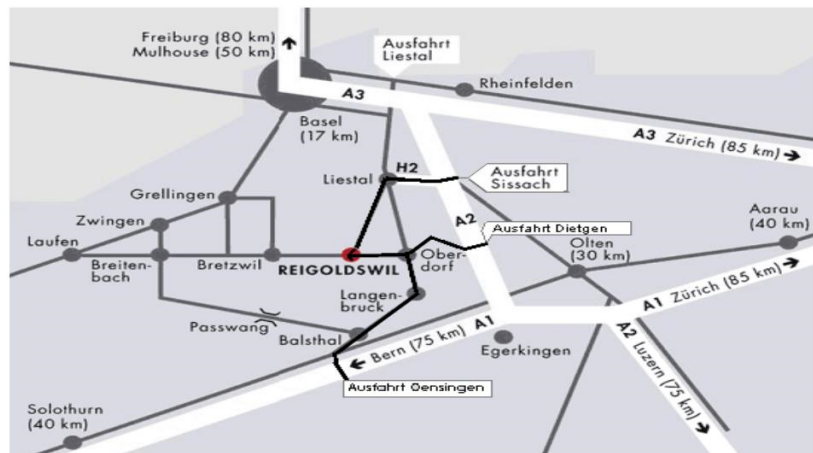 Freiburg (80 km)
Mulhouse (50 km)
Ausfahrt
Liestal
Rheinfelden
A3
Basel
(17 km)
A3 Zürich (85 km)
H2
Liestal
Ausfahrt
Sissach
Grellingen
Zwingen
A2
Ausfahrt Dietgen
Aarau
(40 km)
Laufen
Breiten-
bach
Bretzwil
REIGOLDSWIL
Ober-
dorf
Olten
(30 km)
Langen-
bruck
A1 Zürich (85 km)
Passwang
Balsthal
Bern (75 km) A1
Egerkingen
A2 Luzern (75 km)
Ausfahrt Oensingen
Solothurn
(40 km)